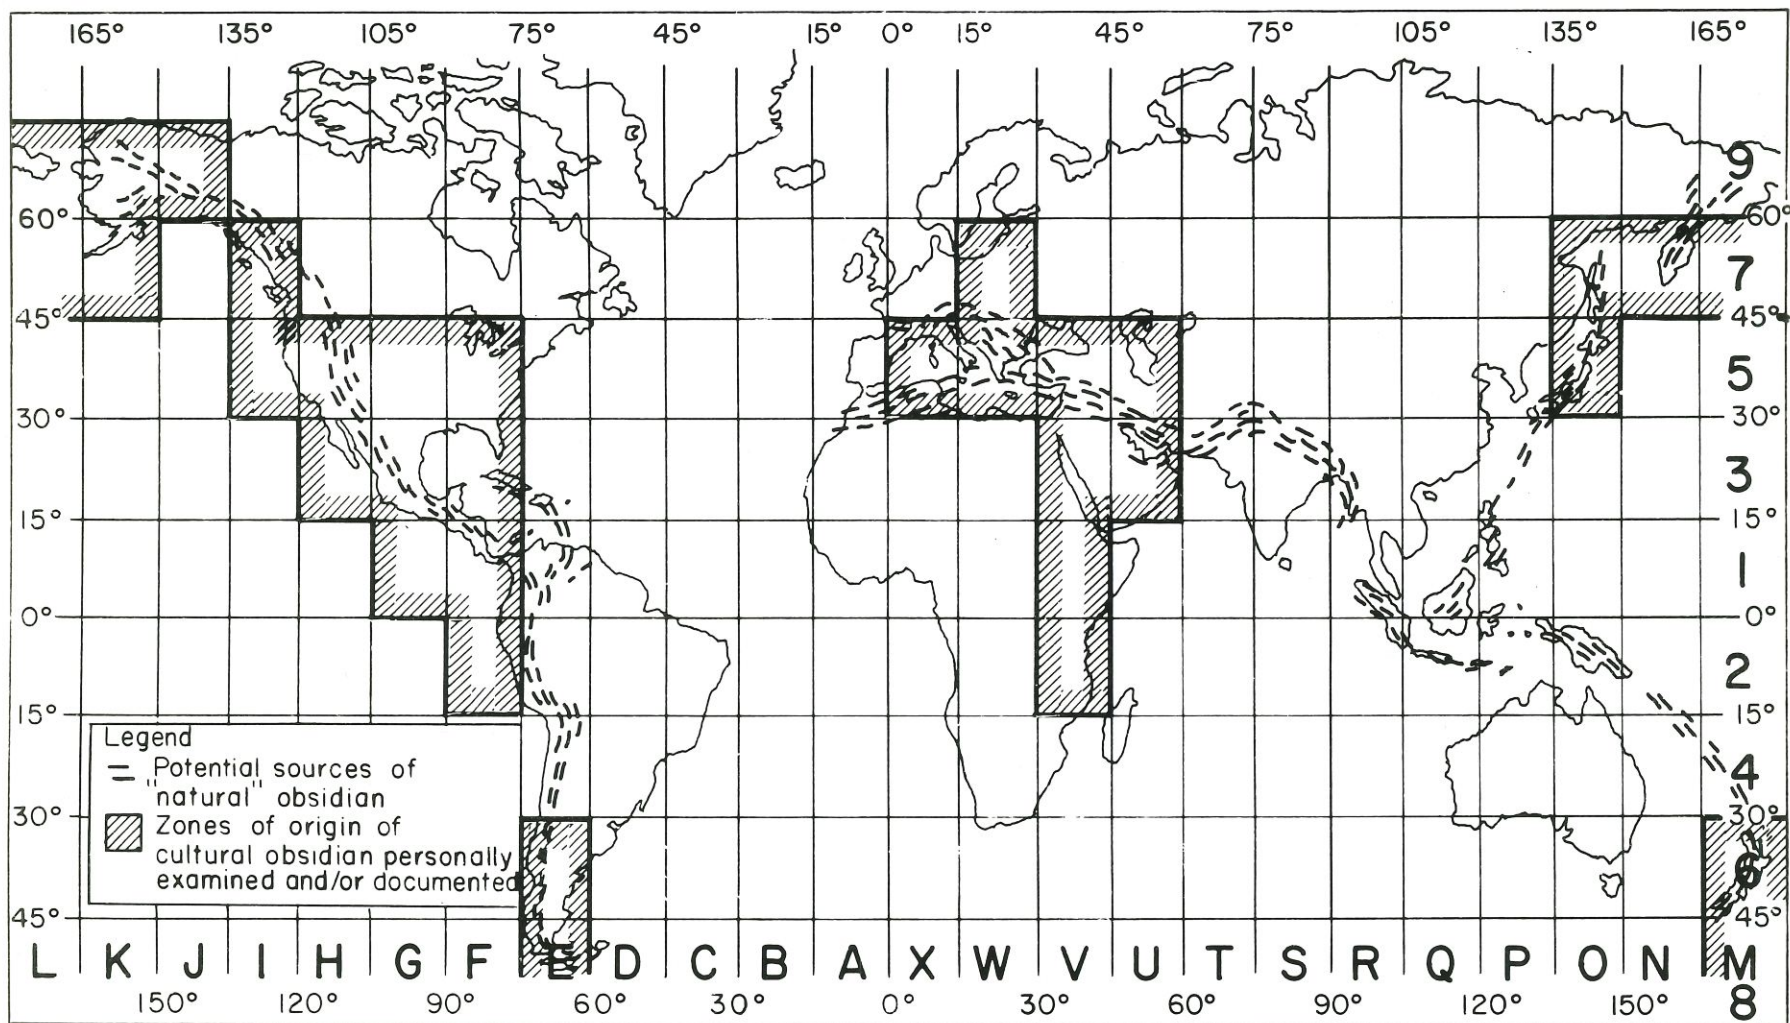 165° 135° 105° 75° 45° 15° 0° 15° 45° 75° 105° 135° 165°
9
60° 60°
7
45° 45°
5
30° 30°
3
15° 15°
1
0° 0°
2
15° 15°
Legend
Potential sources of
"natural" obsidian
4
30° 30°
Zones of origin of
cultural obsidian personally
examined and/or documented
6
45° 45°
L K J I H G F E D C B A X W V U T S R Q P O N M
150° 120° 90° 60° 30° 0° 30° 60° 90° 120° 150° 8